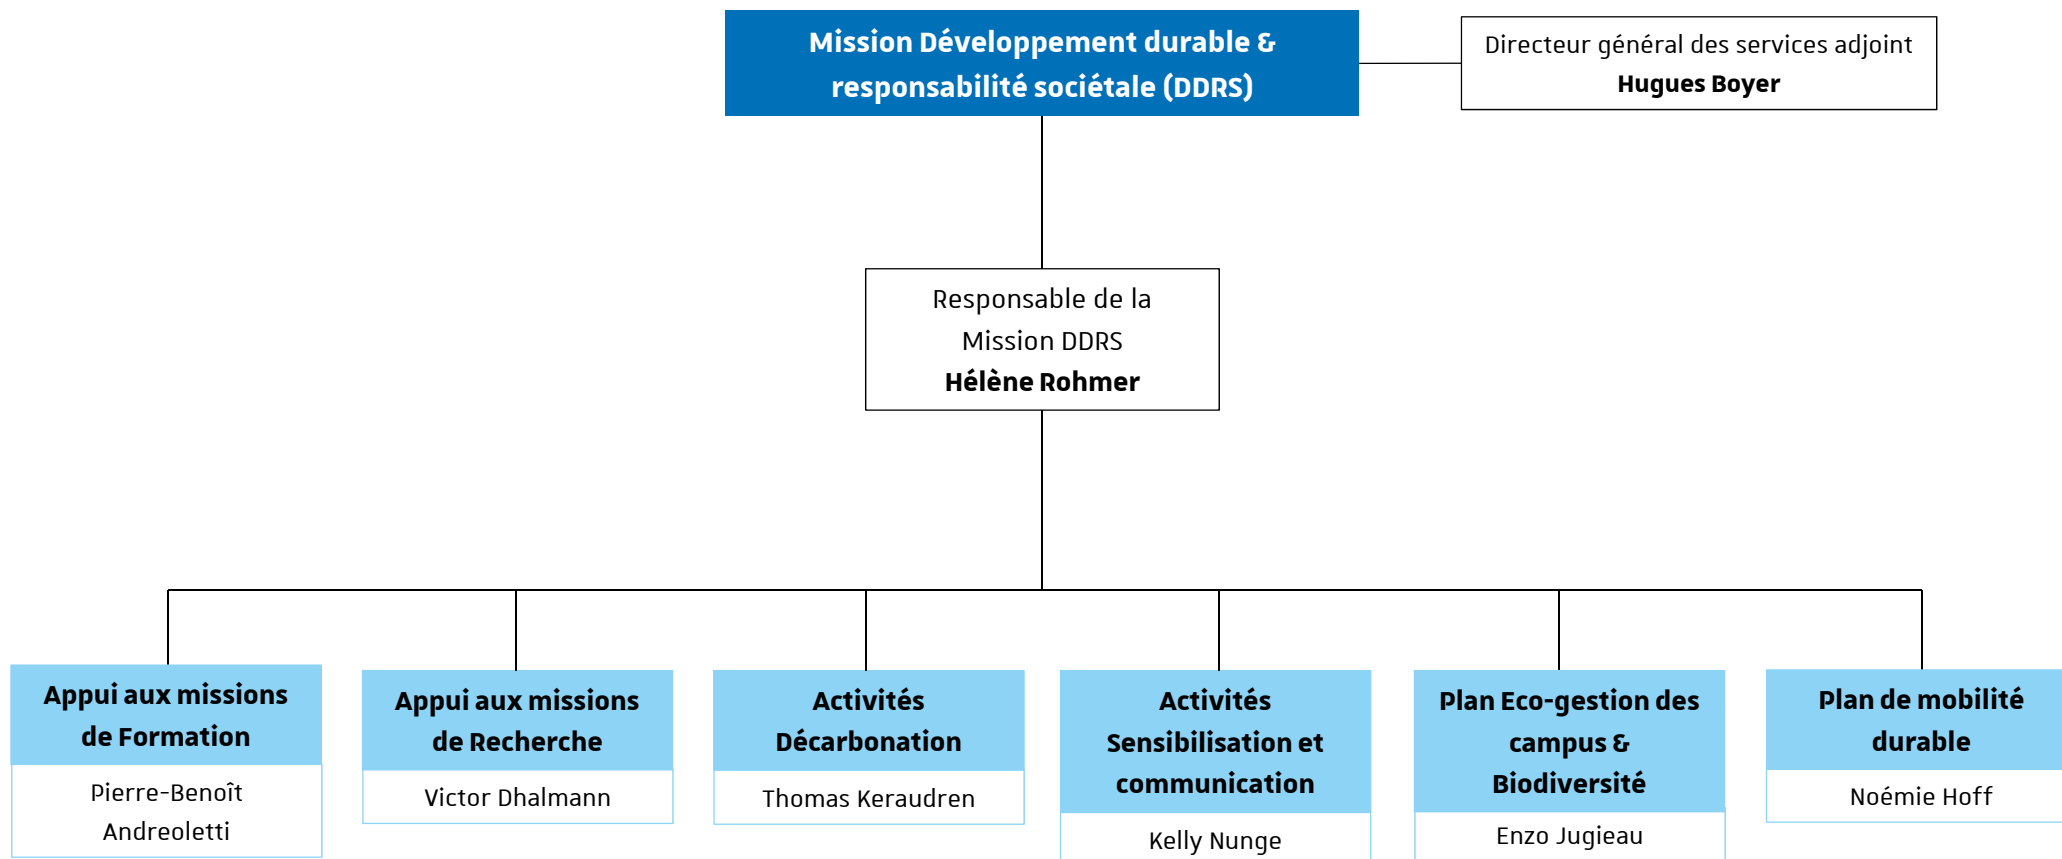 Mission Développement durable &
responsabilité sociétale (DDRS)
Directeur général des services adjoint
Hugues Boyer
Responsable de la
Mission DDRS
Hélène Rohmer
Appui aux missions
de Formation
Pierre-Benoît
Andreoletti
Appui aux missions
de Recherche
Victor Dhalmann
Activités
Décarbonation
Thomas Keraudren
Activités
Sensibilisation et
communication
Kelly Nunge
Plan Eco-gestion des
campus &
Biodiversité
Enzo Jugieau
Plan de mobilité
durable
Noémie Hoff